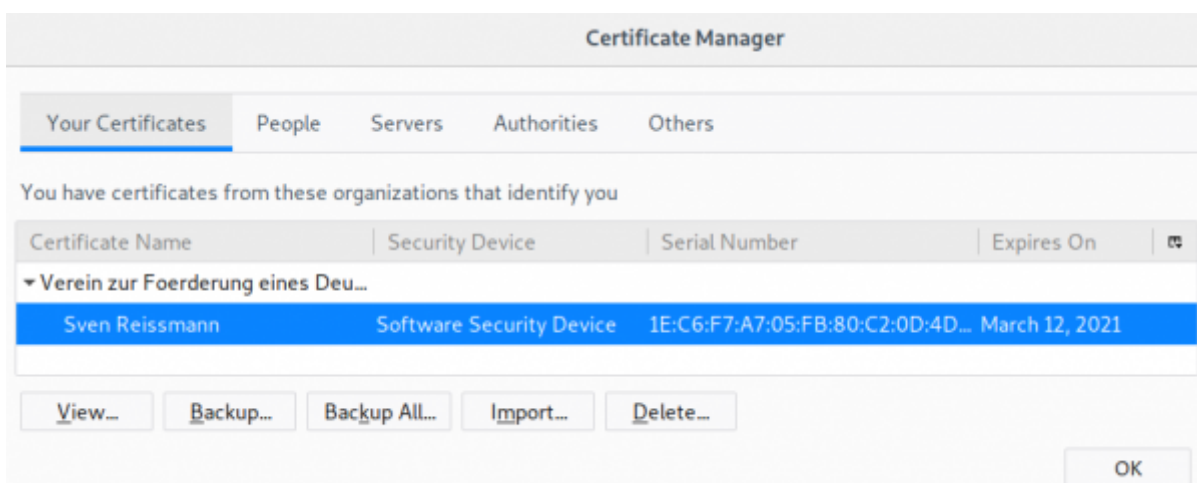 Certificate Manager
Your Certificates People Servers Authorities Others
You have certificates from these organizations that identify you
Certificate Name Security Device Serial Number Expires On
Verein zur Foerderung eines Deu...
Sven Reissmann Software Security Device 1E:C6:F7:A7:05:FB:80:C2:0D:4D... March 12, 2021
View... Backup... Backup All... Import... Delete...
OK